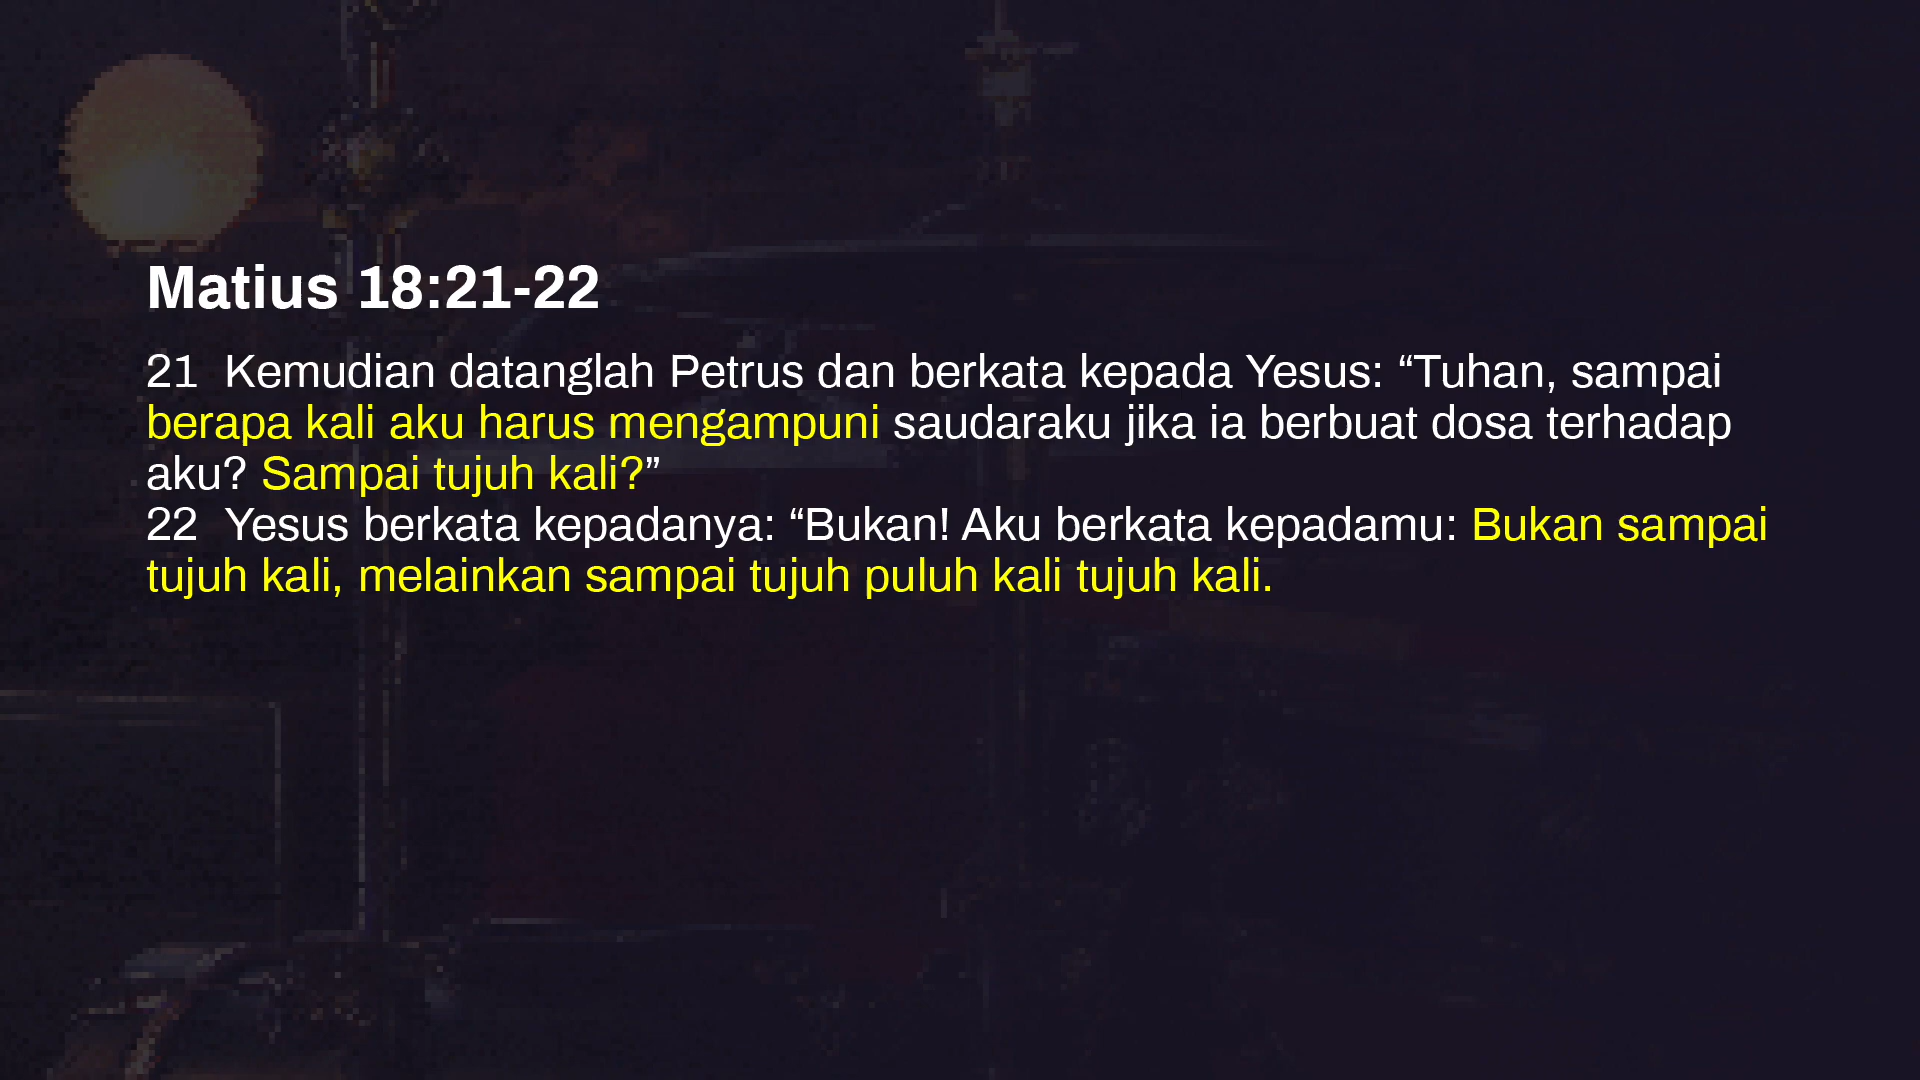 Matius 18:21-22
21  Kemudian datanglah Petrus dan berkata kepada Yesus: “Tuhan, sampai
berapa kali aku harus mengampuni saudaraku jika ia berbuat dosa terhadap
aku? Sampai tujuh kali?”
22  Yesus berkata kepadanya: “Bukan! Aku berkata kepadamu: Bukan sampai
tujuh kali, melainkan sampai tujuh puluh kali tujuh kali.